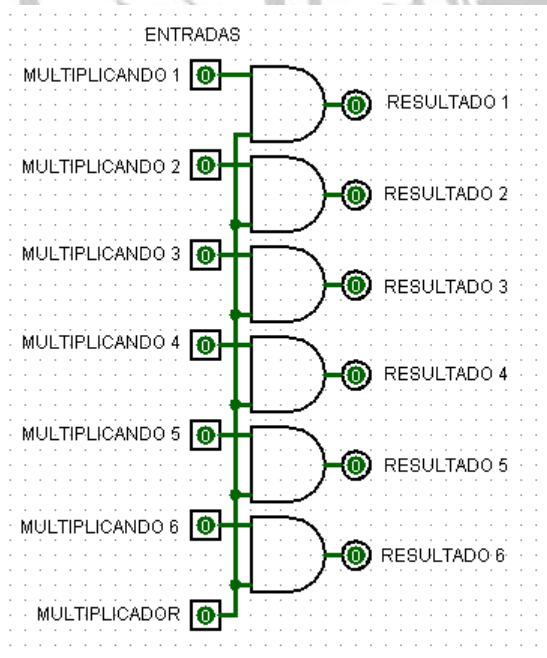 ENTRADAS
MULTIPLICANDO 1 0 0 RESULTADO 1
MULTIPLICANDO 2 0 0 RESULTADO 2
MULTIPLICANDO 3 0 0 RESULTADO 3
MULTIPLICANDO 4 0 0 RESULTADO 4
MULTIPLICANDO 5 0 0 RESULTADO 5
MULTIPLICANDO 6 0 0 RESULTADO 6
MULTIPLICADOR 0